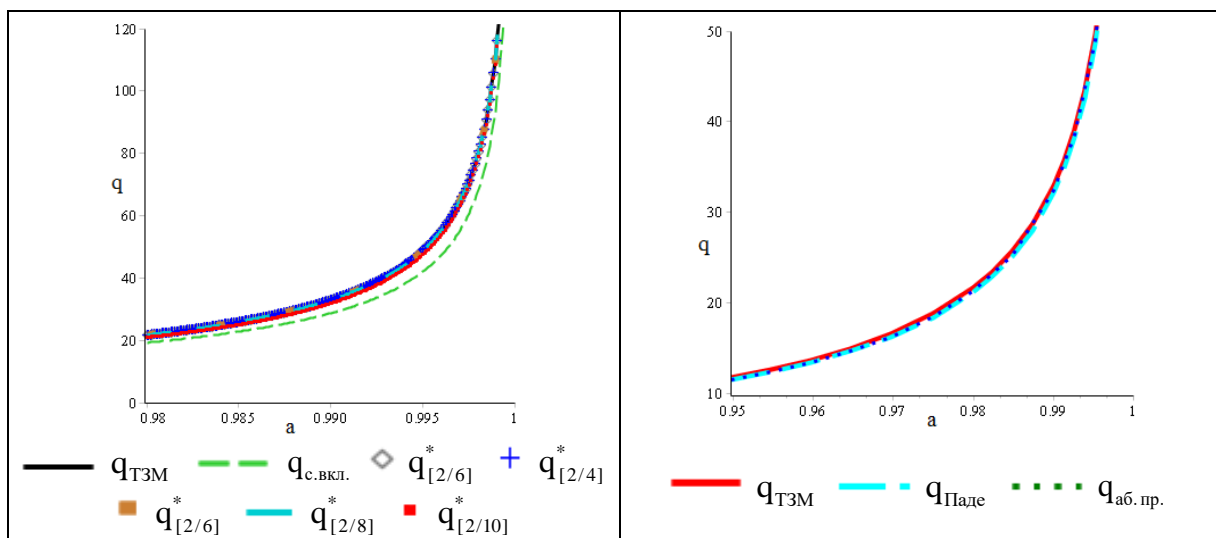 120
100
80
q
60
40
20
0
0.98 0.985 0.990 0.995 1
a
q_ТЗМ q_с.вкл. q*_[2/6] q*_[2/4]
q*_[2/6] q*_[2/8] q*_[2/10]
50
40
30
q
20
10
0.95 0.96 0.97 0.98 0.99 1
a
q_ТЗМ q_Паде q_аб. пр.